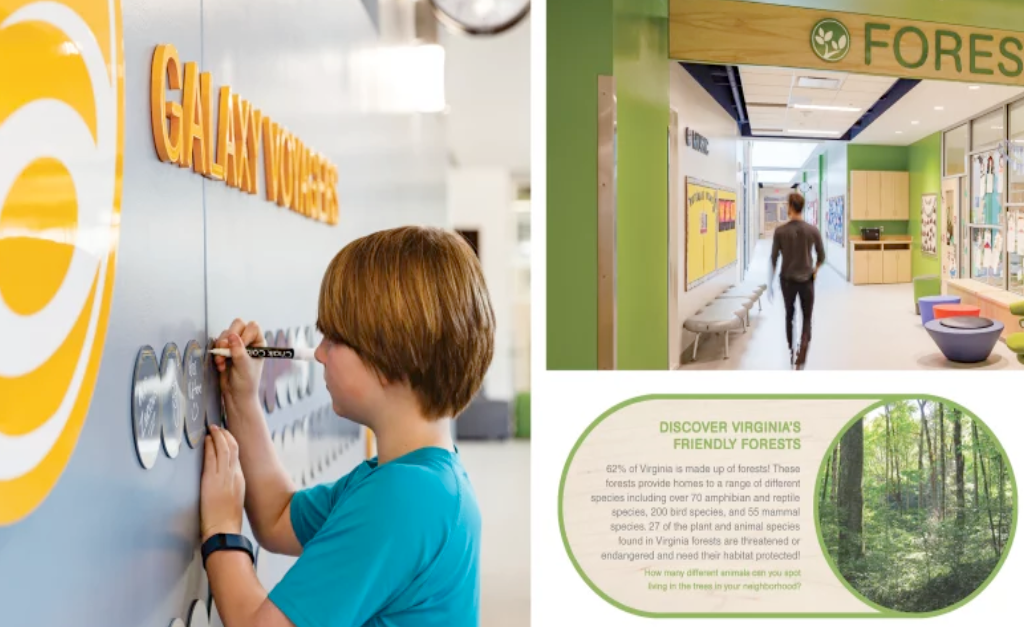 GALAXY VOYAGERS
Chalk
FORES
DISCOVER VIRGINIA'S
FRIENDLY FORESTS
62% of Virginia is made up of forests! These
forests provide homes to a range of different
species including over 70 amphibian and reptile
species, 200 bird species, and 55 mammal
species. 27 of the plant and animal species
found in Virginia forests are threatened or
endangered and need their habitat protected!
How many different animals can you spot
living in the trees in your neighborhood?